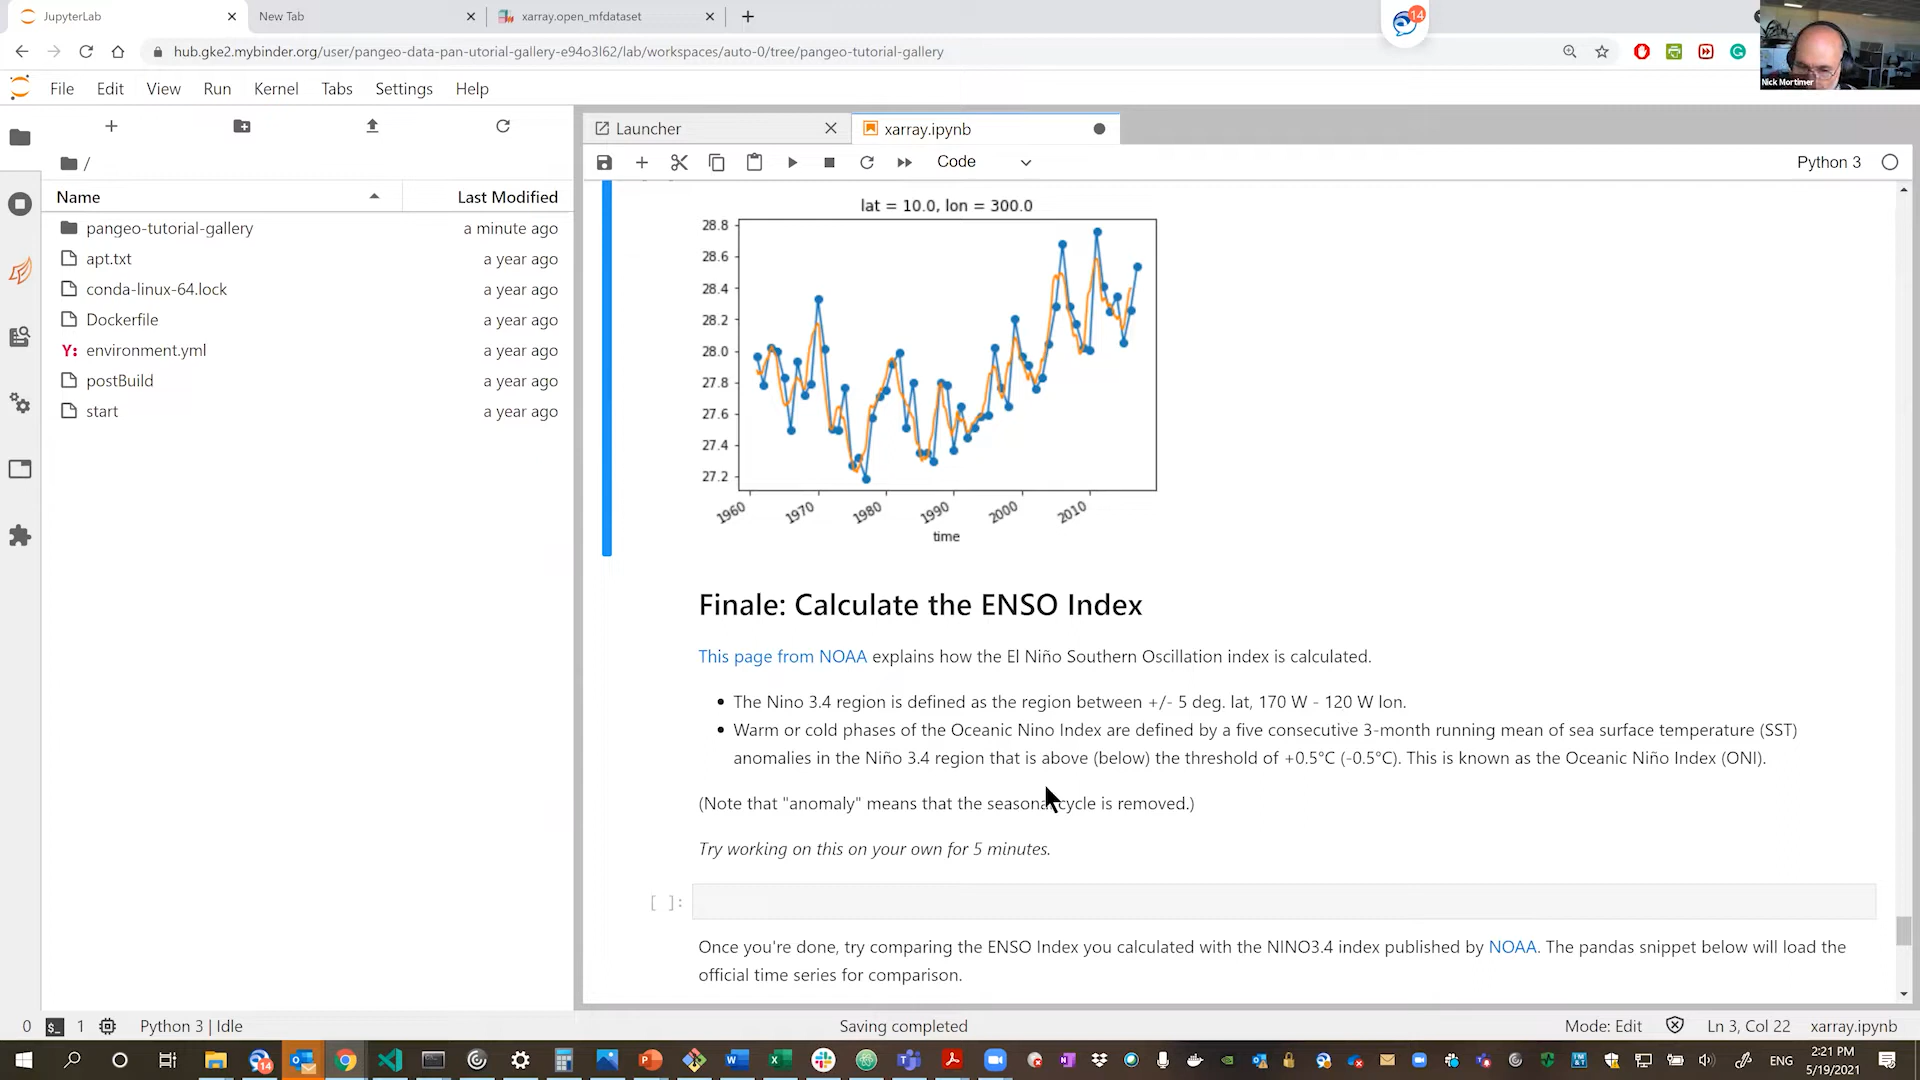 JupyterLab
New Tab
xarray.open_mfdataset
14
hub.gke2.mybinder.org/user/pangeo-data-pan-utorial-gallery-e94o3l62/lab/workspaces/auto-0/tree/pangeo-tutorial-gallery
Nick Mortimer
File Edit View Run Kernel Tabs Settings Help
Launcher
xarray.ipynb
Code
Python 3
/
Name
Last Modified
pangeo-tutorial-gallery a minute ago
apt.txt a year ago
conda-linux-64.lock a year ago
Dockerfile a year ago
Y: environment.yml a year ago
postBuild a year ago
start a year ago
lat = 10.0, lon = 300.0
28.8
28.6
28.4
28.2
28.0
27.8
27.6
27.4
27.2
1960 1970 1980 1990 2000 2010
time
Finale: Calculate the ENSO Index
This page from NOAA explains how the El Niño Southern Oscillation index is calculated.
• The Nino 3.4 region is defined as the region between +/- 5 deg. lat, 170 W - 120 W lon.
• Warm or cold phases of the Oceanic Nino Index are defined by a five consecutive 3-month running mean of sea surface temperature (SST)
anomalies in the Niño 3.4 region that is above (below) the threshold of +0.5°C (-0.5°C). This is known as the Oceanic Niño Index (ONI).
(Note that "anomaly" means that the seasonal cycle is removed.)
Try working on this on your own for 5 minutes.
[ ]:
Once you're done, try comparing the ENSO Index you calculated with the NINO3.4 index published by NOAA. The pandas snippet below will load the
official time series for comparison.
0 1 Python 3 | Idle
Saving completed
Mode: Edit
Ln 3, Col 22
xarray.ipynb
14
ENG
2:21 PM
5/19/2021